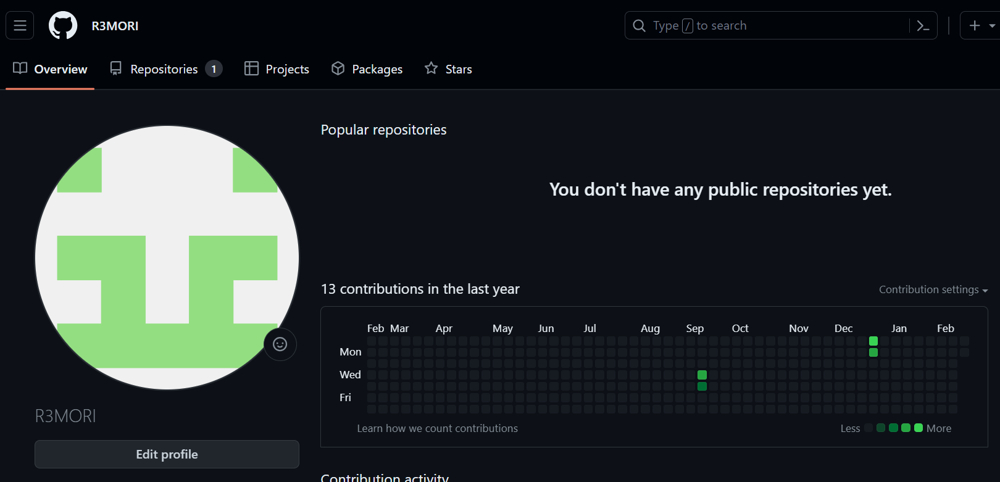 R3MORI
Type / to search
Overview
Repositories 1
Projects
Packages
Stars
Popular repositories
You don't have any public repositories yet.
13 contributions in the last year
Contribution settings
Feb Mar Apr May Jun Jul Aug Sep Oct Nov Dec Jan Feb
Mon
Wed
Fri
Learn how we count contributions
Less More
R3MORI
Edit profile
Contribution activity